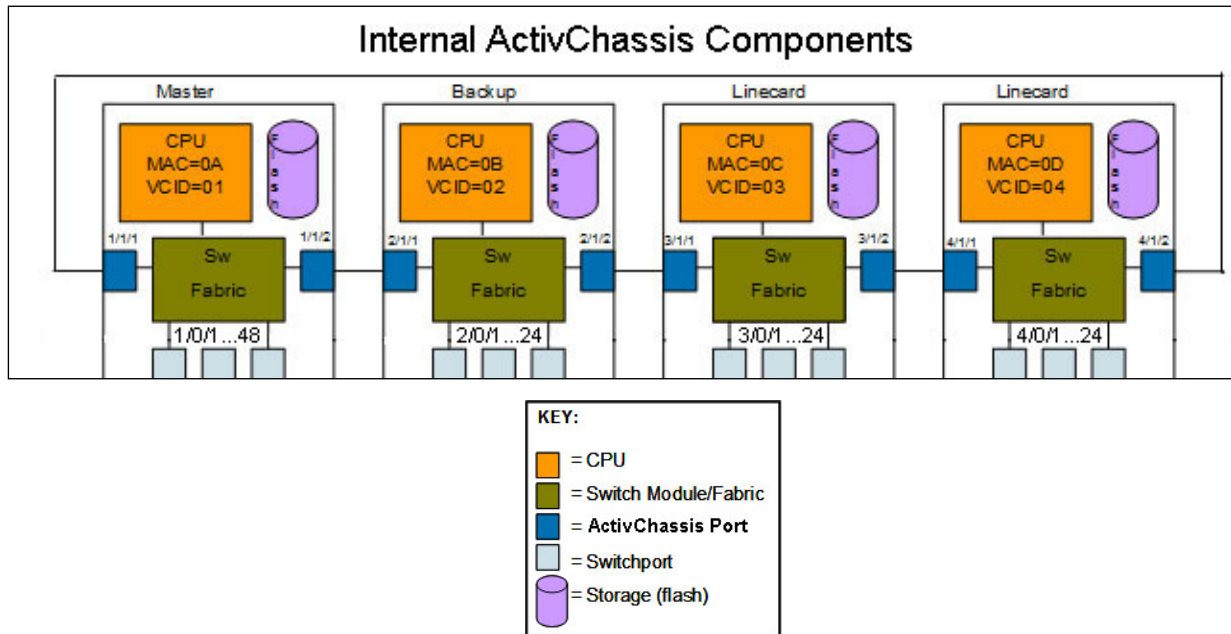 Internal ActivChassis Components
Master
Backup
Linecard
Linecard
CPU
MAC=0A
VCID=01
Flash
CPU
MAC=0B
VCID=02
Flash
CPU
MAC=0C
VCID=03
Flash
CPU
MAC=0D
VCID=04
Flash
1/1/1
1/1/2
2/1/1
2/1/2
3/1/1
3/1/2
4/1/1
4/1/2
Sw
Fabric
Sw
Fabric
Sw
Fabric
Sw
Fabric
1/0/1 ...48
2/0/1 ...24
3/0/1 ...24
4/0/1 ...24
KEY:
= CPU
= Switch Module/Fabric
= ActivChassis Port
= Switchport
= Storage (flash)